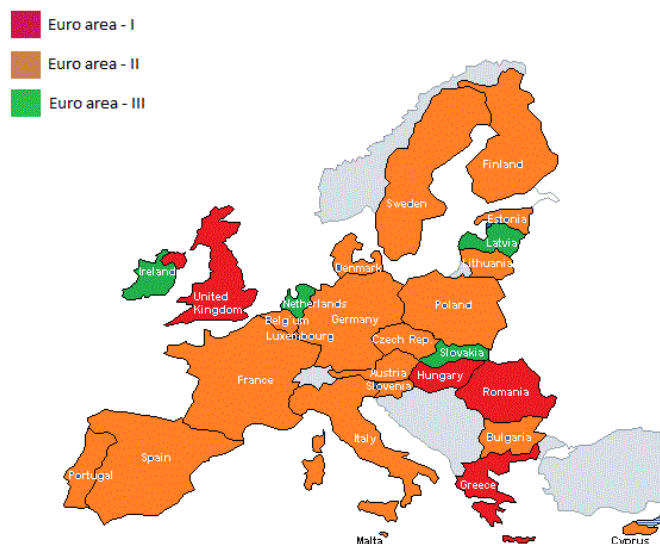 Euro area - I
Euro area - II
Euro area - III
Finland
Sweden
Estonia
Latvia
Lithuania
Denmark
Ireland
United
Kingdom
Netherlands
Poland
Belgium
Germany
Luxembourg
Czech Rep
Slovakia
France
Austria
Hungary
Slovenia
Romania
Italy
Bulgaria
Spain
Portugal
Greece
Malta
Cyprus